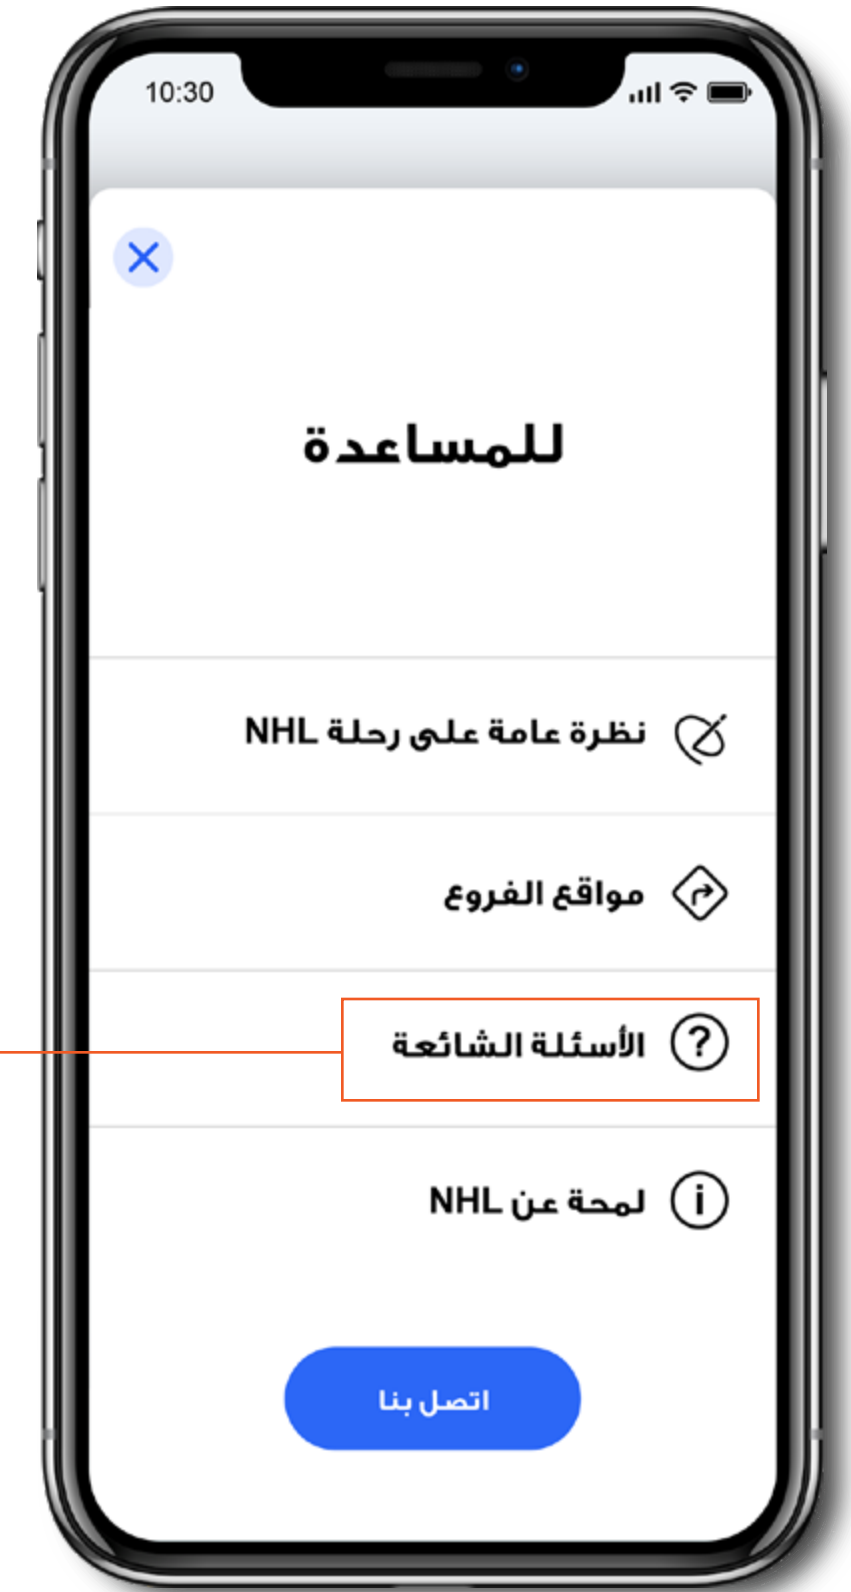 10:30
للمساعدة
نظرة عامة على رحلة NHL
مواقع الفروع
الأسئلة الشائعة
لمحة عن NHL
اتصل بنا